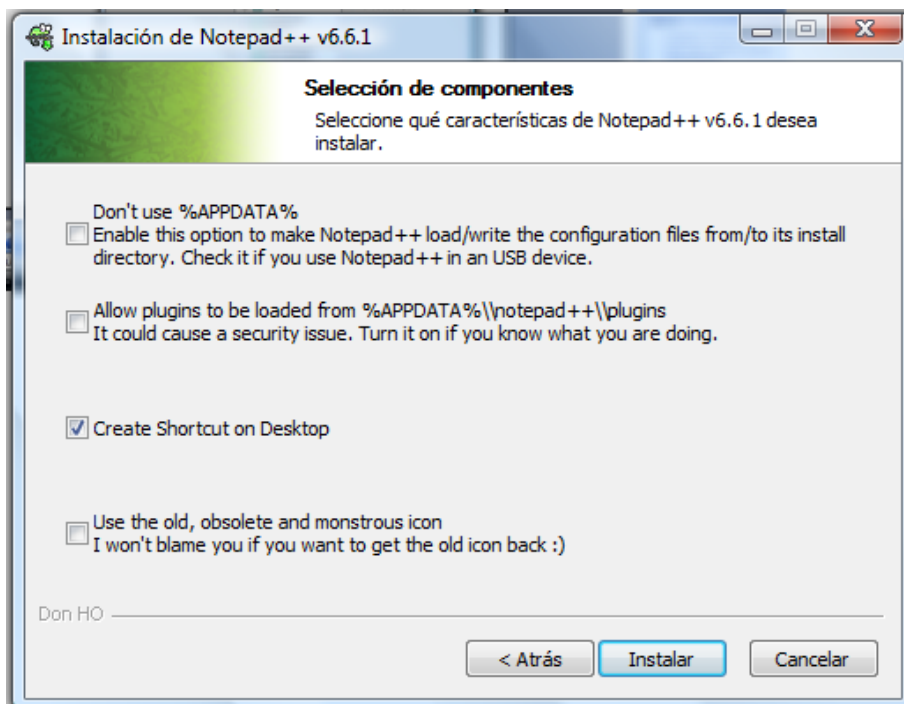 Instalación de Notepad++ v6.6.1
Selección de componentes
Seleccione qué características de Notepad++ v6.6.1 desea
instalar.
Don't use %APPDATA%
Enable this option to make Notepad++ load/write the configuration files from/to its install
directory. Check it if you use Notepad++ in an USB device.
Allow plugins to be loaded from %APPDATA%\\notepad++\\plugins
It could cause a security issue. Turn it on if you know what you are doing.
Create Shortcut on Desktop
Use the old, obsolete and monstrous icon
I won't blame you if you want to get the old icon back :)
Don HO
< Atrás Instalar Cancelar